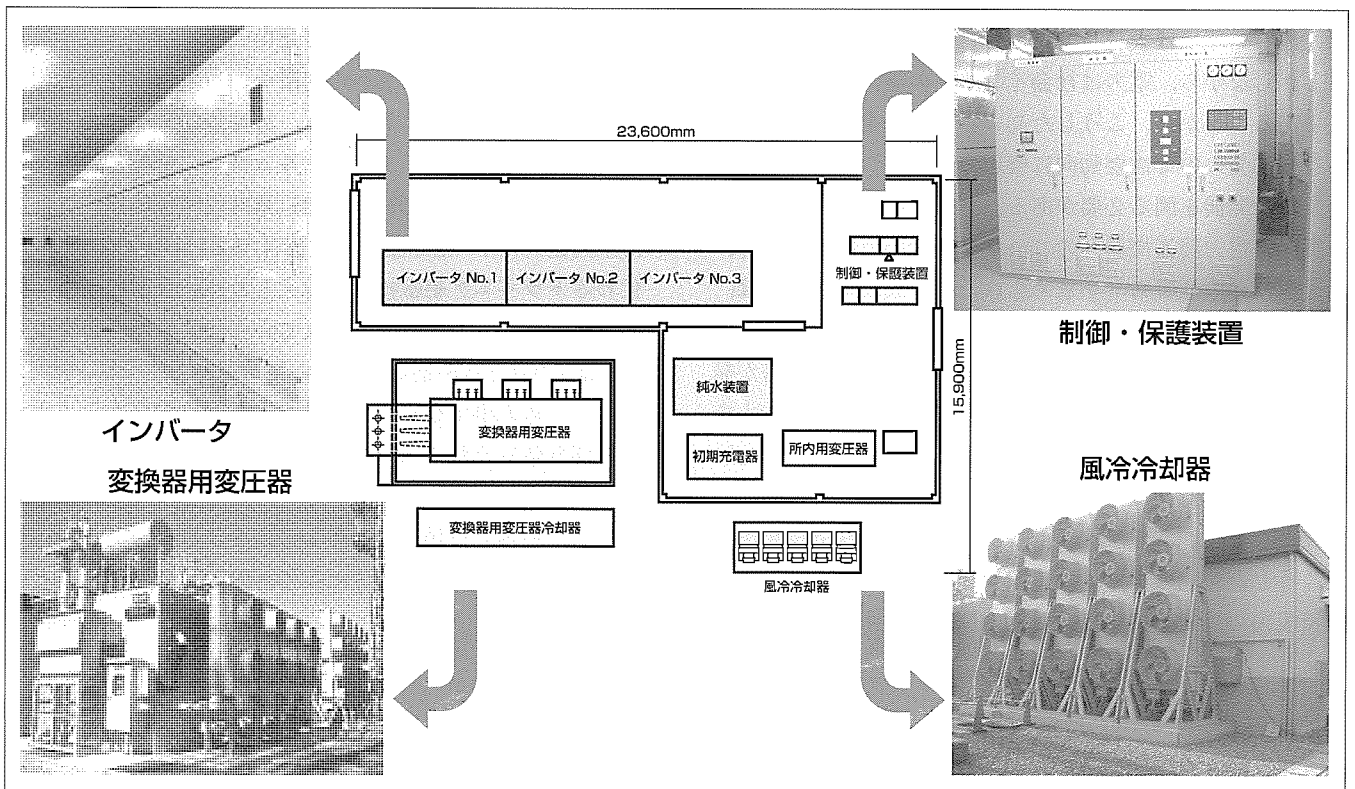 23,600mm
インバータ No.1
インバータ No.2
インバータ No.3
制御・保護装置
15,900mm
制御・保護装置
インバータ
純水装置
変換器用変圧器
初期充電器
所内用変圧器
変換器用変圧器
風冷冷却器
変換器用変圧器冷却器
風冷冷却器